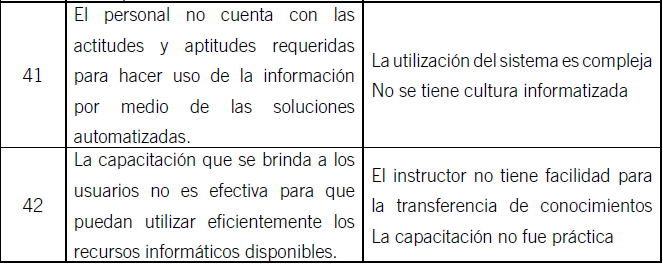 El personal no cuenta con las
actitudes y aptitudes requeridas
41
para hacer uso de la información
por medio de las soluciones
automatizadas.
La utilización del sistema es compleja
No se tiene cultura informatizada
La capacitación que se brinda a los
usuarios no es efectiva para que
42
puedan utilizar eficientemente los
recursos informáticos disponibles.
El instructor no tiene facilidad para
la transferencia de conocimientos
La capacitación no fue práctica